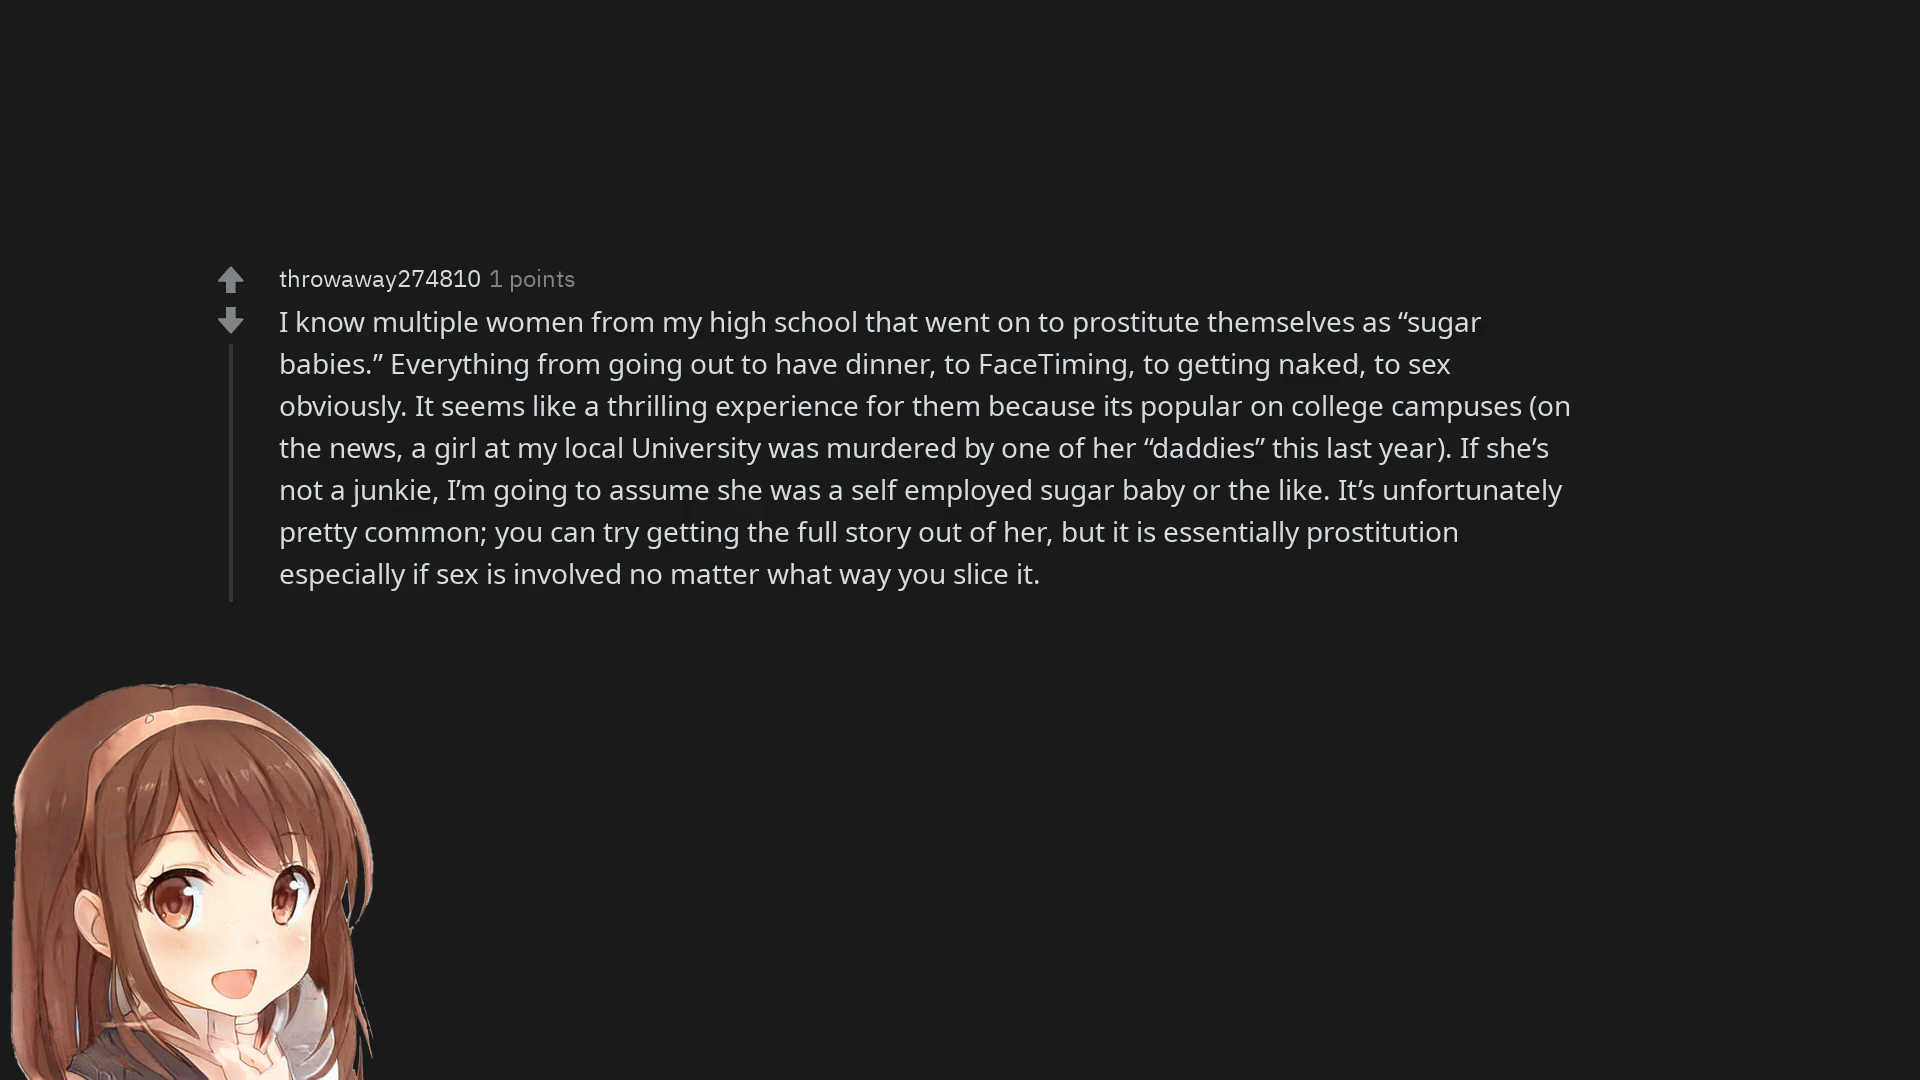 throwaway274810 1 points
I know multiple women from my high school that went on to prostitute themselves as “sugar
babies.” Everything from going out to have dinner, to FaceTiming, to getting naked, to sex
obviously. It seems like a thrilling experience for them because its popular on college campuses (on
the news, a girl at my local University was murdered by one of her “daddies” this last year). If she’s
not a junkie, I’m going to assume she was a self employed sugar baby or the like. It’s unfortunately
pretty common; you can try getting the full story out of her, but it is essentially prostitution
especially if sex is involved no matter what way you slice it.